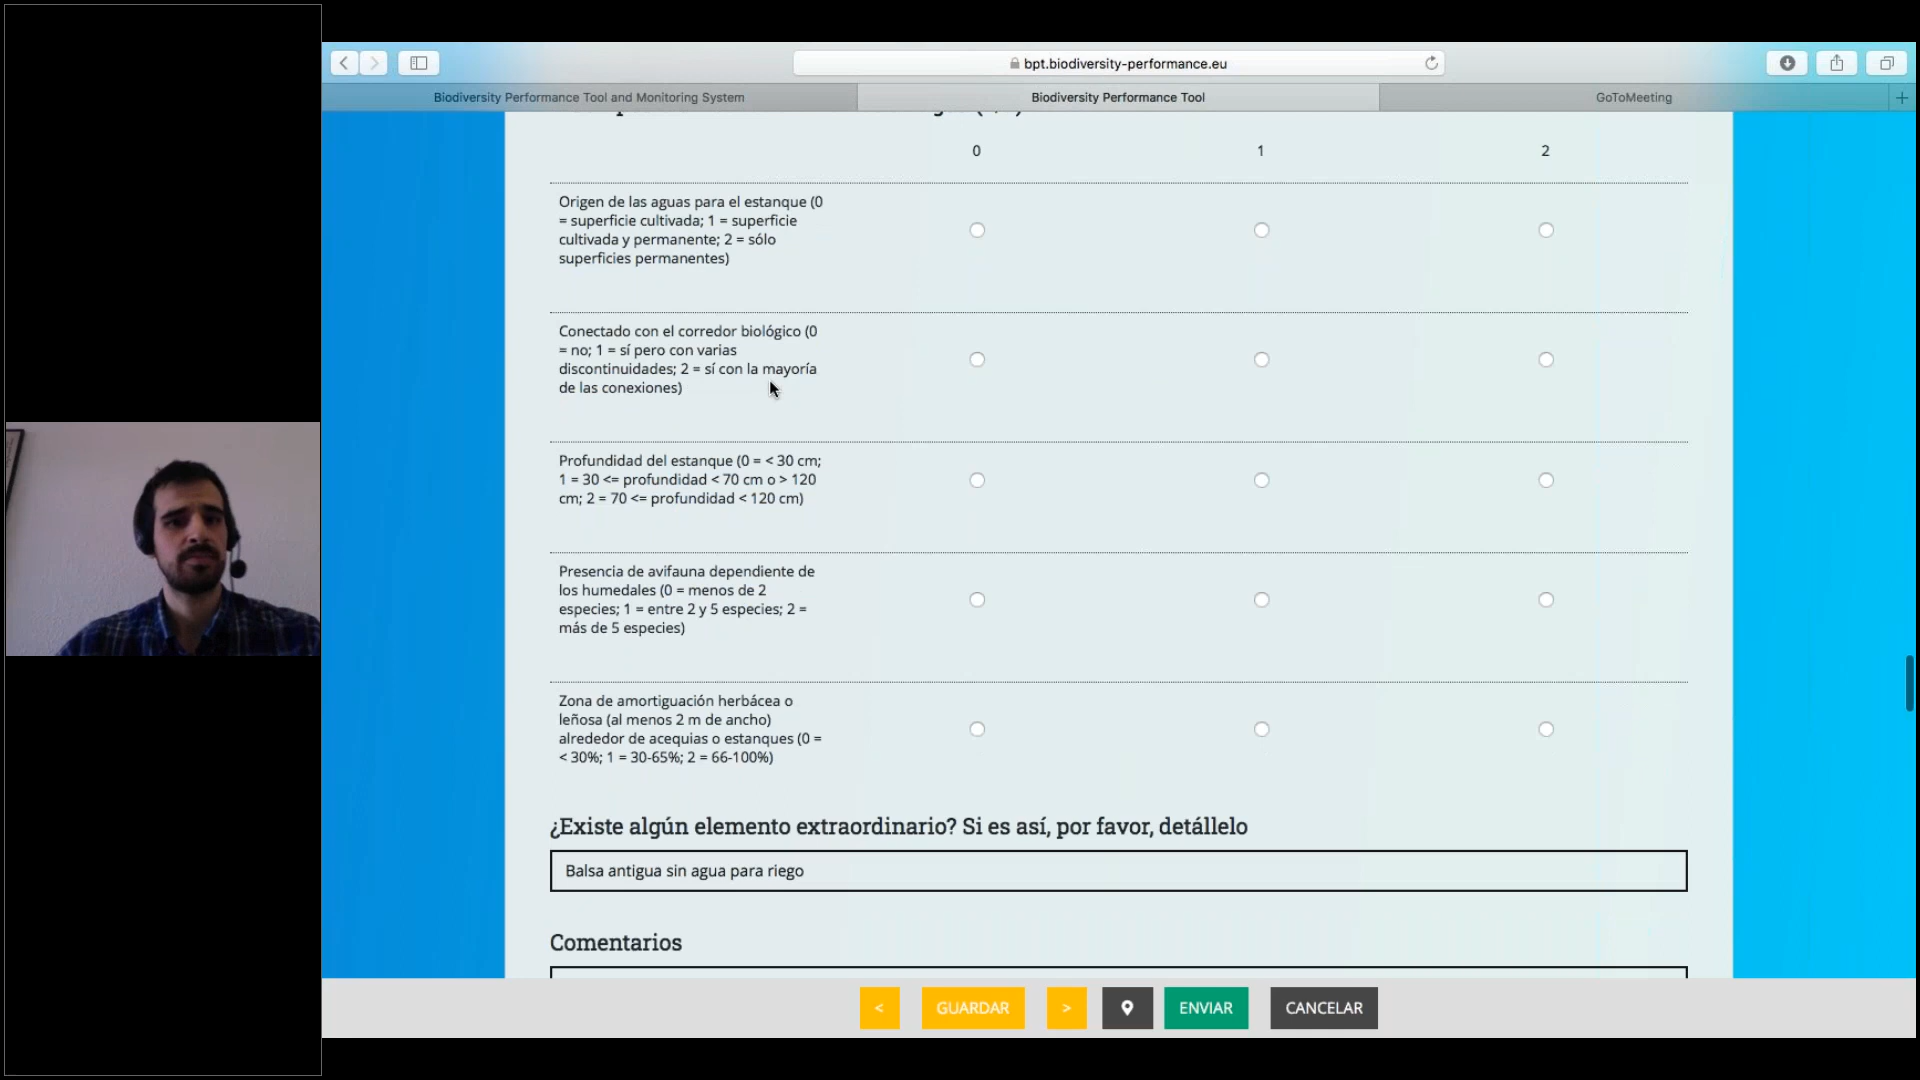 bpt.biodiversity-performance.eu
Biodiversity Performance Tool and Monitoring System
Biodiversity Performance Tool
GoToMeeting
0
1
2
Origen de las aguas para el estanque (0
= superficie cultivada; 1 = superficie
cultivada y permanente; 2 = sólo
superficies permanentes)
Conectado con el corredor biológico (0
= no; 1 = sí pero con varias
discontinuidades; 2 = sí con la mayoría
de las conexiones)
Profundidad del estanque (0 = < 30 cm;
1 = 30 <= profundidad < 70 cm o > 120
cm; 2 = 70 <= profundidad < 120 cm)
Presencia de avifauna dependiente de
los humedales (0 = menos de 2
especies; 1 = entre 2 y 5 especies; 2 =
más de 5 especies)
Zona de amortiguación herbácea o
leñosa (al menos 2 m de ancho)
alrededor de acequias o estanques (0 =
< 30%; 1 = 30-65%; 2 = 66-100%)
¿Existe algún elemento extraordinario? Si es así, por favor, detállelo
Balsa antigua sin agua para riego
Comentarios
<
GUARDAR
>
ENVIAR
CANCELAR